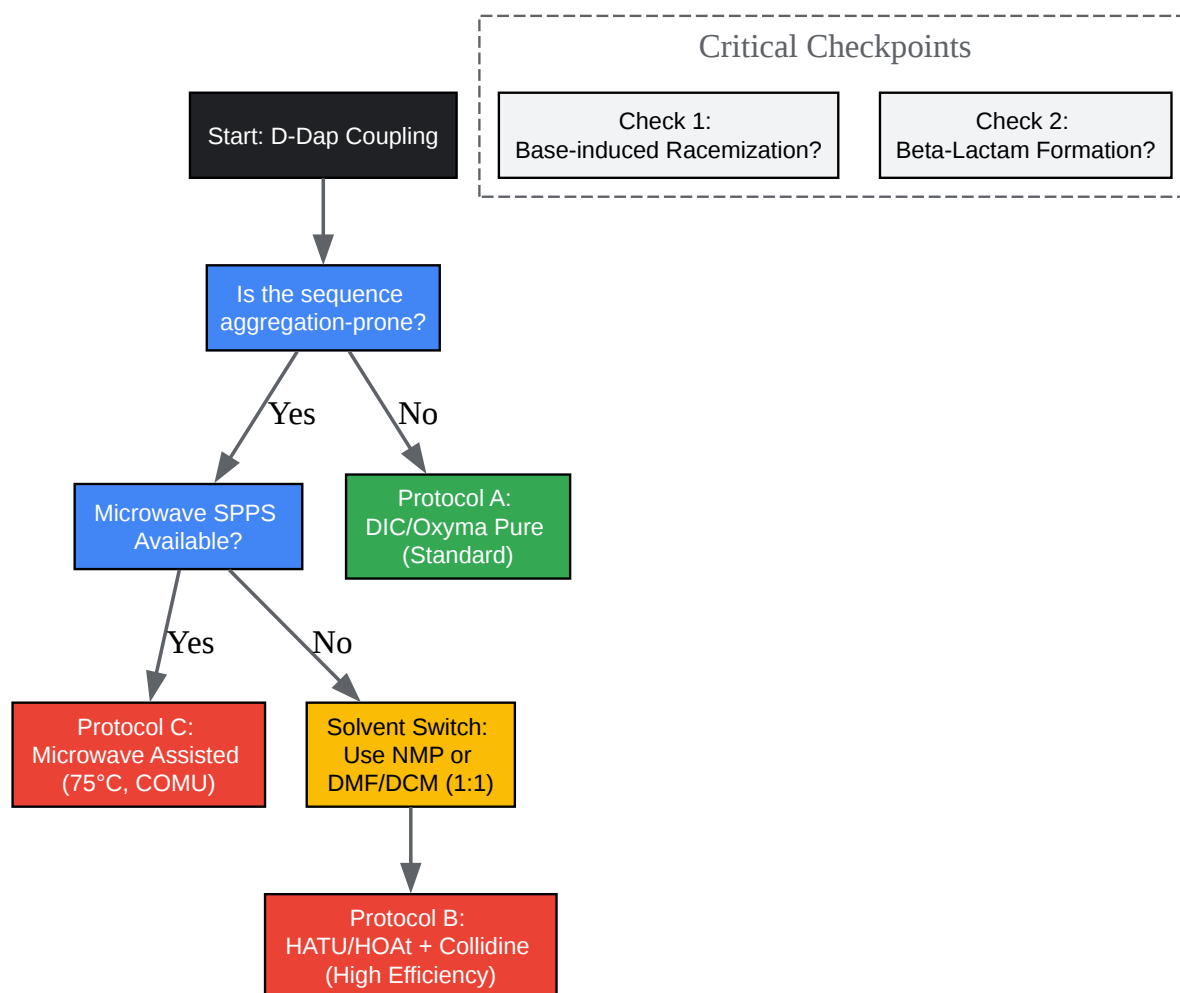 Critical Checkpoints
Start: D-Dap Coupling
Check 1:
Base-induced Racemization?
Check 2:
Beta-Lactam Formation?
Is the sequence
aggregation-prone?
Yes
No
Microwave SPPS
Available?
Protocol A:
DIC/Oxyma Pure
(Standard)
Yes
No
Protocol C:
Microwave Assisted
(75°C, COMU)
Solvent Switch:
Use NMP or
DMF/DCM (1:1)
Protocol B:
HATU/HOAt + Collidine
(High Efficiency)